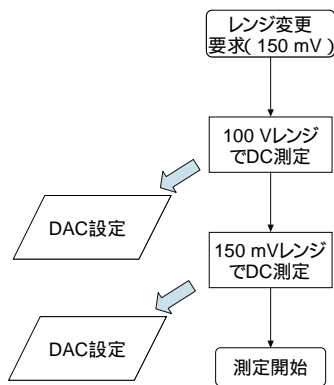 レンジ変更
要求( 150 mV )
100 Vレンジ
でDC測定
DAC設定
150 mVレンジ
でDC測定
DAC設定
測定開始